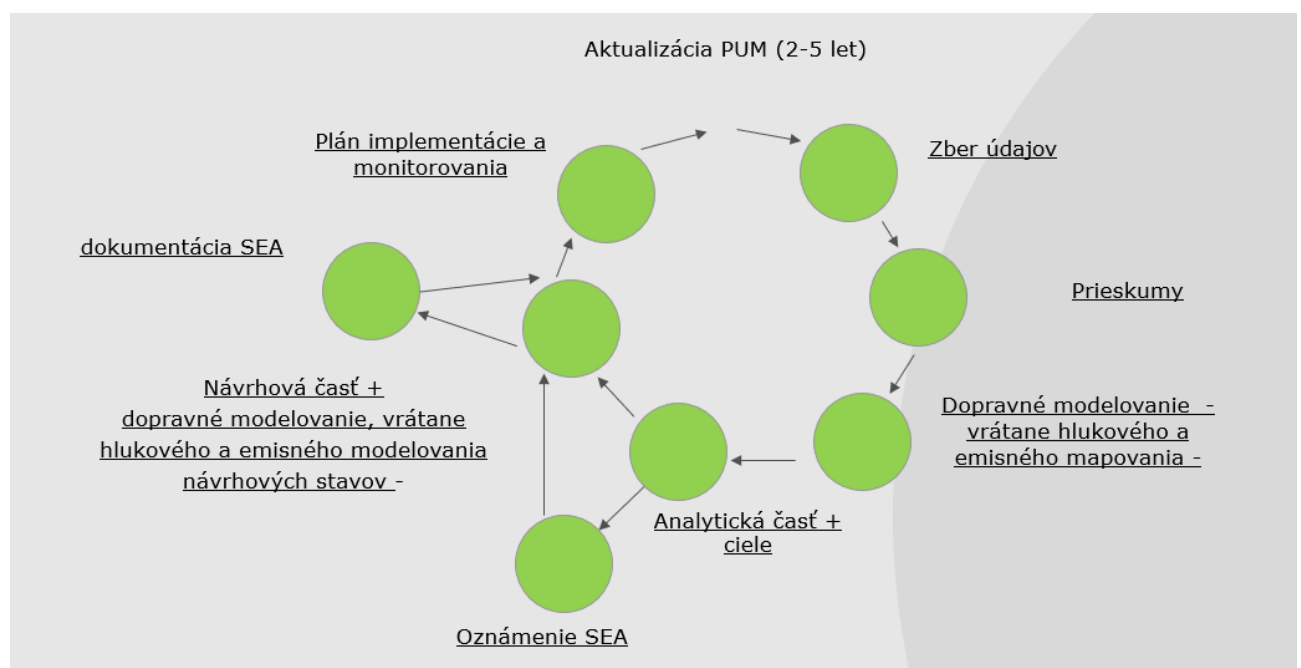 Aktualizácia PUM (2-5 let)
Plán implementácie a
monitorovania
Zber údajov
dokumentácia SEA
Prieskumy
Návrhová časť +
dopravné modelovanie, vrátane
hlukového a emisného modelovania
návrhových stavov -
Dopravné modelovanie  -
vrátane hlukového a
emisného mapovania -
Analytická časť +
ciele
Oznámenie SEA